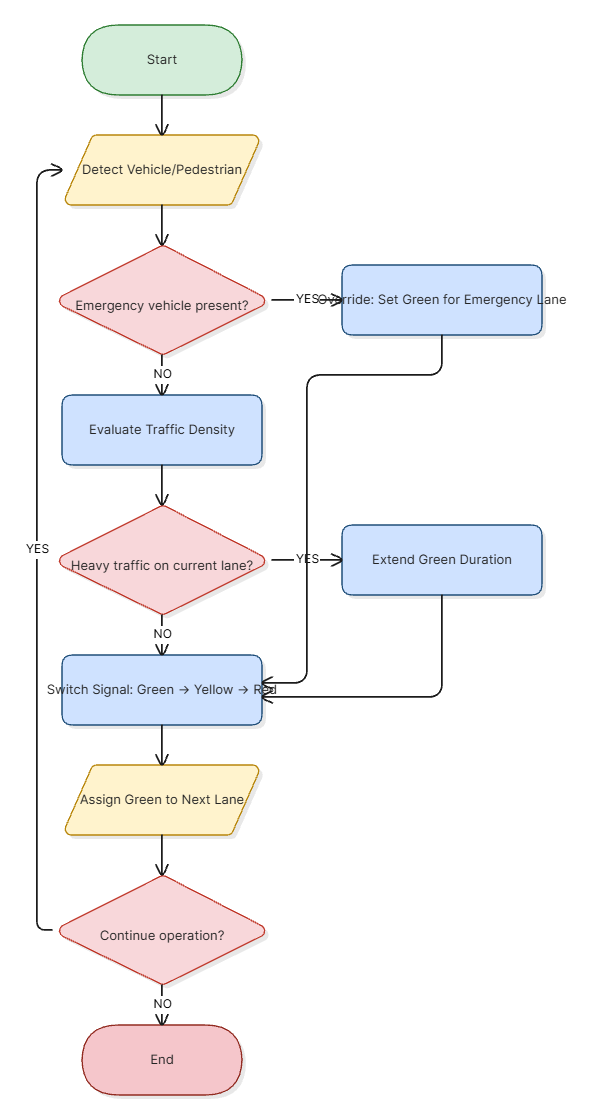 Start
Detect Vehicle/Pedestrian
Emergency vehicle present?
YES
Override: Set Green for Emergency Lane
NO
Evaluate Traffic Density
YES
Heavy traffic on current lane?
YES
Extend Green Duration
NO
Switch Signal: Green → Yellow → Red
Assign Green to Next Lane
Continue operation?
NO
End